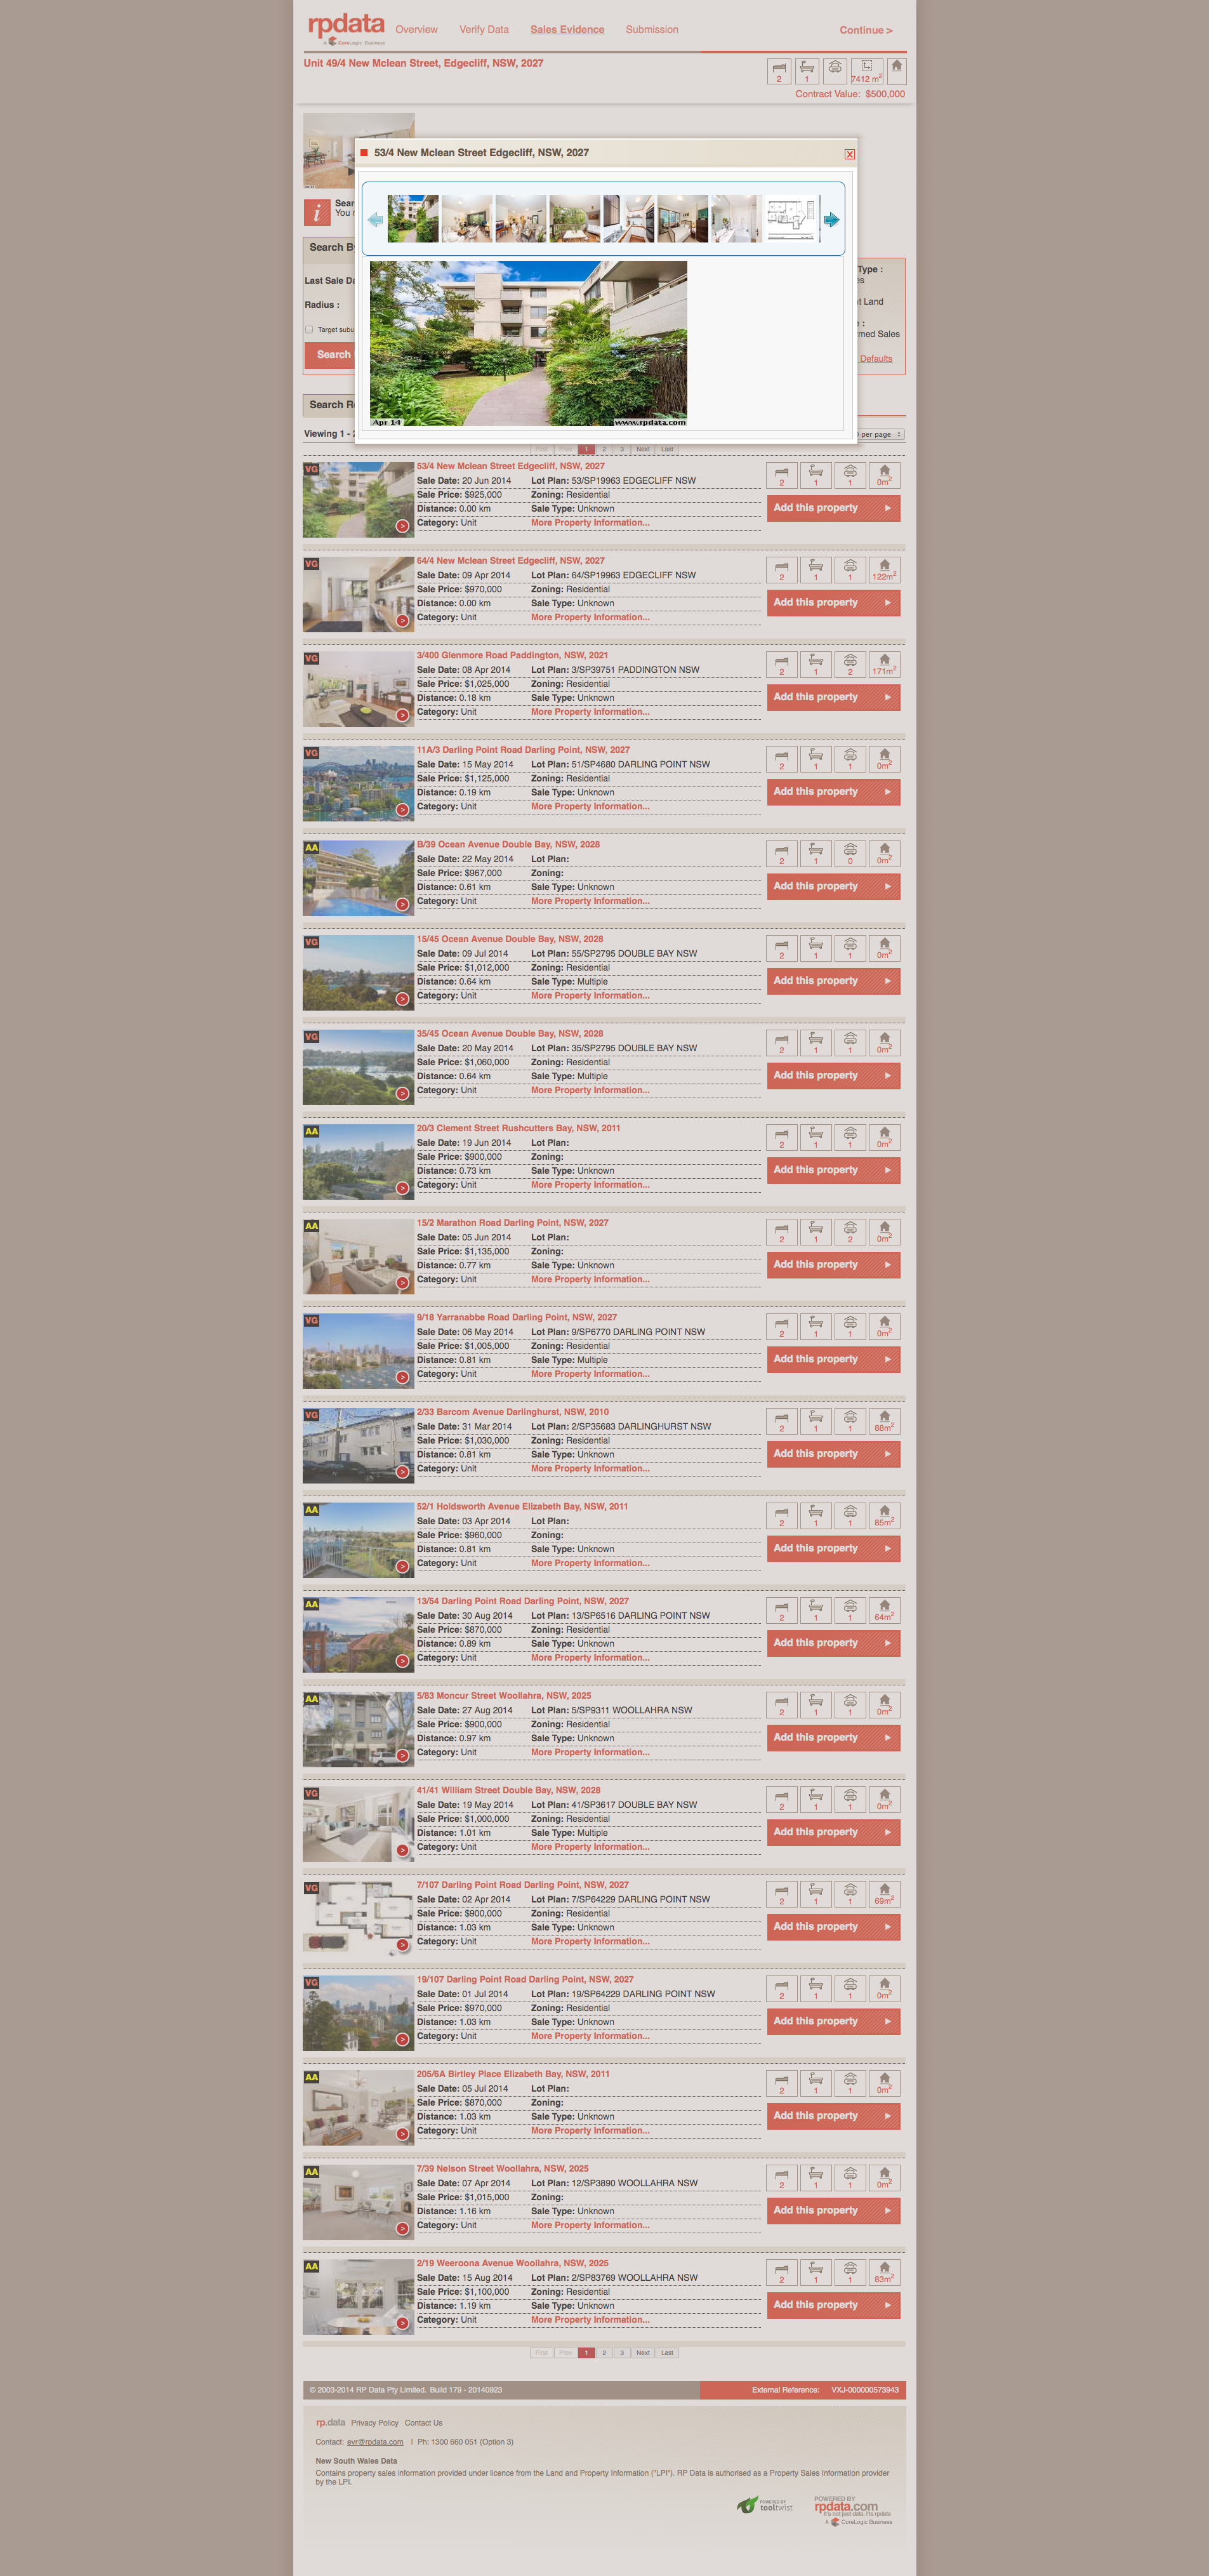 rpdata
A CoreLogic Business
Overview Verify Data Sales Evidence Submission Continue >
Unit 49/4 New Mclean Street, Edgecliff, NSW, 2027
2 1 7412 m2
Contract Value: $500,000
53/4 New Mclean Street Edgecliff, NSW, 2027
X
Sear
You
Search B
Last Sale Da
Radius :
Target subu
Search
Type :
es
t Land
e :
med Sales
Defaults
Apr 14 www.rpdata.com
Search R
Viewing 1 -
per page
First Prev 1 2 3 Next Last
VG
53/4 New Mclean Street Edgecliff, NSW, 2027
Sale Date: 20 Jun 2014 Lot Plan: 53/SP19963 EDGECLIFF NSW
Sale Price: $925,000 Zoning: Residential
Distance: 0.00 km Sale Type: Unknown
Category: Unit More Property Information...
2 1 1 0m2
Add this property
VG
64/4 New Mclean Street Edgecliff, NSW, 2027
Sale Date: 09 Apr 2014 Lot Plan: 64/SP19963 EDGECLIFF NSW
Sale Price: $970,000 Zoning: Residential
Distance: 0.00 km Sale Type: Unknown
Category: Unit More Property Information...
2 1 1 122m2
Add this property
VG
3/400 Glenmore Road Paddington, NSW, 2021
Sale Date: 08 Apr 2014 Lot Plan: 3/SP39751 PADDINGTON NSW
Sale Price: $1,025,000 Zoning: Residential
Distance: 0.18 km Sale Type: Unknown
Category: Unit More Property Information...
2 1 2 171m2
Add this property
VG
11A/3 Darling Point Road Darling Point, NSW, 2027
Sale Date: 15 May 2014 Lot Plan: 51/SP4680 DARLING POINT NSW
Sale Price: $1,125,000 Zoning: Residential
Distance: 0.19 km Sale Type: Unknown
Category: Unit More Property Information...
2 1 1 0m2
Add this property
AA
B/39 Ocean Avenue Double Bay, NSW, 2028
Sale Date: 22 May 2014 Lot Plan:
Sale Price: $967,000 Zoning:
Distance: 0.61 km Sale Type: Unknown
Category: Unit More Property Information...
2 1 0 0m2
Add this property
VG
15/45 Ocean Avenue Double Bay, NSW, 2028
Sale Date: 09 Jul 2014 Lot Plan: 55/SP2795 DOUBLE BAY NSW
Sale Price: $1,012,000 Zoning: Residential
Distance: 0.64 km Sale Type: Multiple
Category: Unit More Property Information...
2 1 1 0m2
Add this property
VG
35/45 Ocean Avenue Double Bay, NSW, 2028
Sale Date: 20 May 2014 Lot Plan: 35/SP2795 DOUBLE BAY NSW
Sale Price: $1,060,000 Zoning: Residential
Distance: 0.64 km Sale Type: Multiple
Category: Unit More Property Information...
2 1 1 0m2
Add this property
AA
20/3 Clement Street Rushcutters Bay, NSW, 2011
Sale Date: 19 Jun 2014 Lot Plan:
Sale Price: $900,000 Zoning:
Distance: 0.73 km Sale Type: Unknown
Category: Unit More Property Information...
2 1 1 0m2
Add this property
AA
15/2 Marathon Road Darling Point, NSW, 2027
Sale Date: 05 Jun 2014 Lot Plan:
Sale Price: $1,135,000 Zoning:
Distance: 0.77 km Sale Type: Unknown
Category: Unit More Property Information...
2 1 2 0m2
Add this property
VG
9/18 Yarranabbe Road Darling Point, NSW, 2027
Sale Date: 06 May 2014 Lot Plan: 9/SP6770 DARLING POINT NSW
Sale Price: $1,005,000 Zoning: Residential
Distance: 0.81 km Sale Type: Multiple
Category: Unit More Property Information...
2 1 1 0m2
Add this property
VG
2/33 Barcom Avenue Darlinghurst, NSW, 2010
Sale Date: 31 Mar 2014 Lot Plan: 2/SP35683 DARLINGHURST NSW
Sale Price: $1,030,000 Zoning: Residential
Distance: 0.81 km Sale Type: Unknown
Category: Unit More Property Information...
2 1 1 88m2
Add this property
AA
52/1 Holdsworth Avenue Elizabeth Bay, NSW, 2011
Sale Date: 03 Apr 2014 Lot Plan:
Sale Price: $960,000 Zoning:
Distance: 0.81 km Sale Type: Unknown
Category: Unit More Property Information...
2 1 1 85m2
Add this property
AA
13/54 Darling Point Road Darling Point, NSW, 2027
Sale Date: 30 Aug 2014 Lot Plan: 13/SP6516 DARLING POINT NSW
Sale Price: $870,000 Zoning: Residential
Distance: 0.89 km Sale Type: Unknown
Category: Unit More Property Information...
2 1 1 64m2
Add this property
AA
5/83 Moncur Street Woollahra, NSW, 2025
Sale Date: 27 Aug 2014 Lot Plan: 5/SP9311 WOOLLAHRA NSW
Sale Price: $900,000 Zoning: Residential
Distance: 0.97 km Sale Type: Unknown
Category: Unit More Property Information...
2 1 1 0m2
Add this property
VG
41/41 William Street Double Bay, NSW, 2028
Sale Date: 19 May 2014 Lot Plan: 41/SP3617 DOUBLE BAY NSW
Sale Price: $1,000,000 Zoning: Residential
Distance: 1.01 km Sale Type: Multiple
Category: Unit More Property Information...
2 1 1 0m2
Add this property
VG
7/107 Darling Point Road Darling Point, NSW, 2027
Sale Date: 02 Apr 2014 Lot Plan: 7/SP64229 DARLING POINT NSW
Sale Price: $900,000 Zoning: Residential
Distance: 1.03 km Sale Type: Unknown
Category: Unit More Property Information...
2 1 1 69m2
Add this property
VG
19/107 Darling Point Road Darling Point, NSW, 2027
Sale Date: 01 Jul 2014 Lot Plan: 19/SP64229 DARLING POINT NSW
Sale Price: $970,000 Zoning: Residential
Distance: 1.03 km Sale Type: Unknown
Category: Unit More Property Information...
2 1 1 0m2
Add this property
AA
205/6A Birtley Place Elizabeth Bay, NSW, 2011
Sale Date: 05 Jul 2014 Lot Plan:
Sale Price: $870,000 Zoning:
Distance: 1.03 km Sale Type: Unknown
Category: Unit More Property Information...
2 1 1 0m2
Add this property
AA
7/39 Nelson Street Woollahra, NSW, 2025
Sale Date: 07 Apr 2014 Lot Plan: 12/SP3890 WOOLLAHRA NSW
Sale Price: $1,015,000 Zoning:
Distance: 1.16 km Sale Type: Unknown
Category: Unit More Property Information...
2 1 1 0m2
Add this property
AA
2/19 Weeroona Avenue Woollahra, NSW, 2025
Sale Date: 15 Aug 2014 Lot Plan: 2/SP83769 WOOLLAHRA NSW
Sale Price: $1,100,000 Zoning: Residential
Distance: 1.19 km Sale Type: Unknown
Category: Unit More Property Information...
2 1 1 83m2
Add this property
First Prev 1 2 3 Next Last
© 2003-2014 RP Data Pty Limited. Build 179 - 20140923 External Reference: VXJ-000000573943
rp.data Privacy Policy Contact Us
Contact: evr@rpdata.com | Ph: 1300 660 051 (Option 3)
New South Wales Data
Contains property sales information provided under licence from the Land and Property Information ("LPI"). RP Data is authorised as a Property Sales Information provider
by the LPI.
POWERED BY
tooltwist
POWERED BY
rpdata.com
It's not just data. It's rpdata
A CoreLogic Business